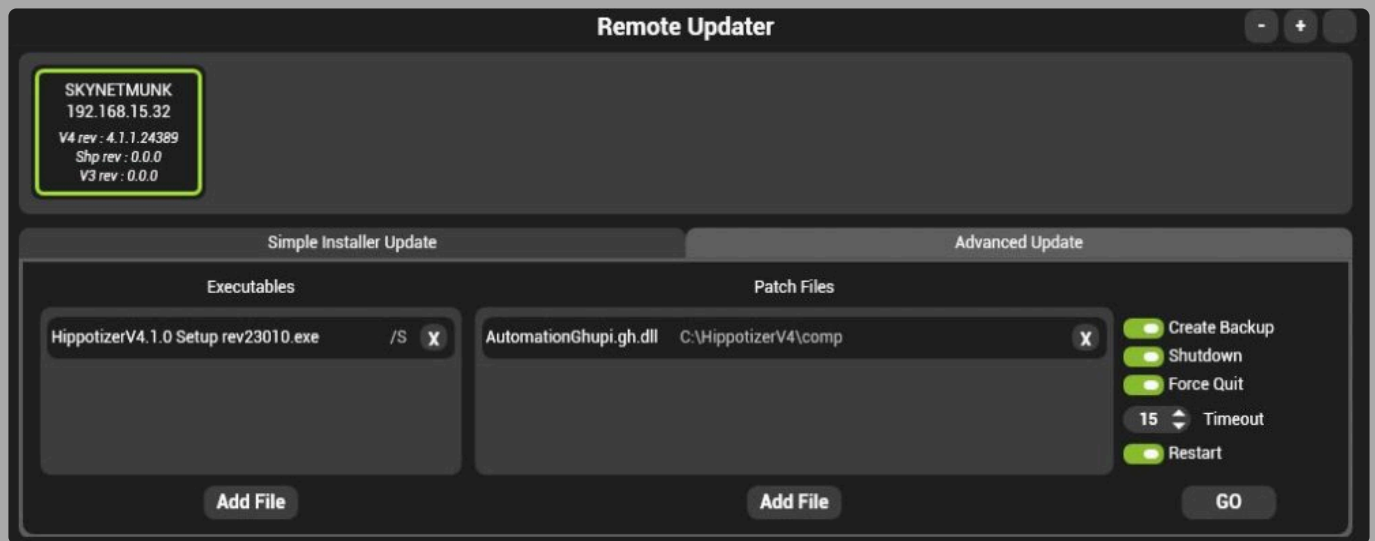 Remote Updater
- +
SKYNETMUNK
192.168.15.32
V4 rev : 4.1.1.24389
Shp rev : 0.0.0
V3 rev : 0.0.0
Simple Installer Update
Advanced Update
Executables
HippotizerV4.1.0 Setup rev23010.exe /S X
Add File
Patch Files
AutomationGhupi.gh.dll C:\HippotizerV4\comp X
Add File
Create Backup
Shutdown
Force Quit
15 Timeout
Restart
GO